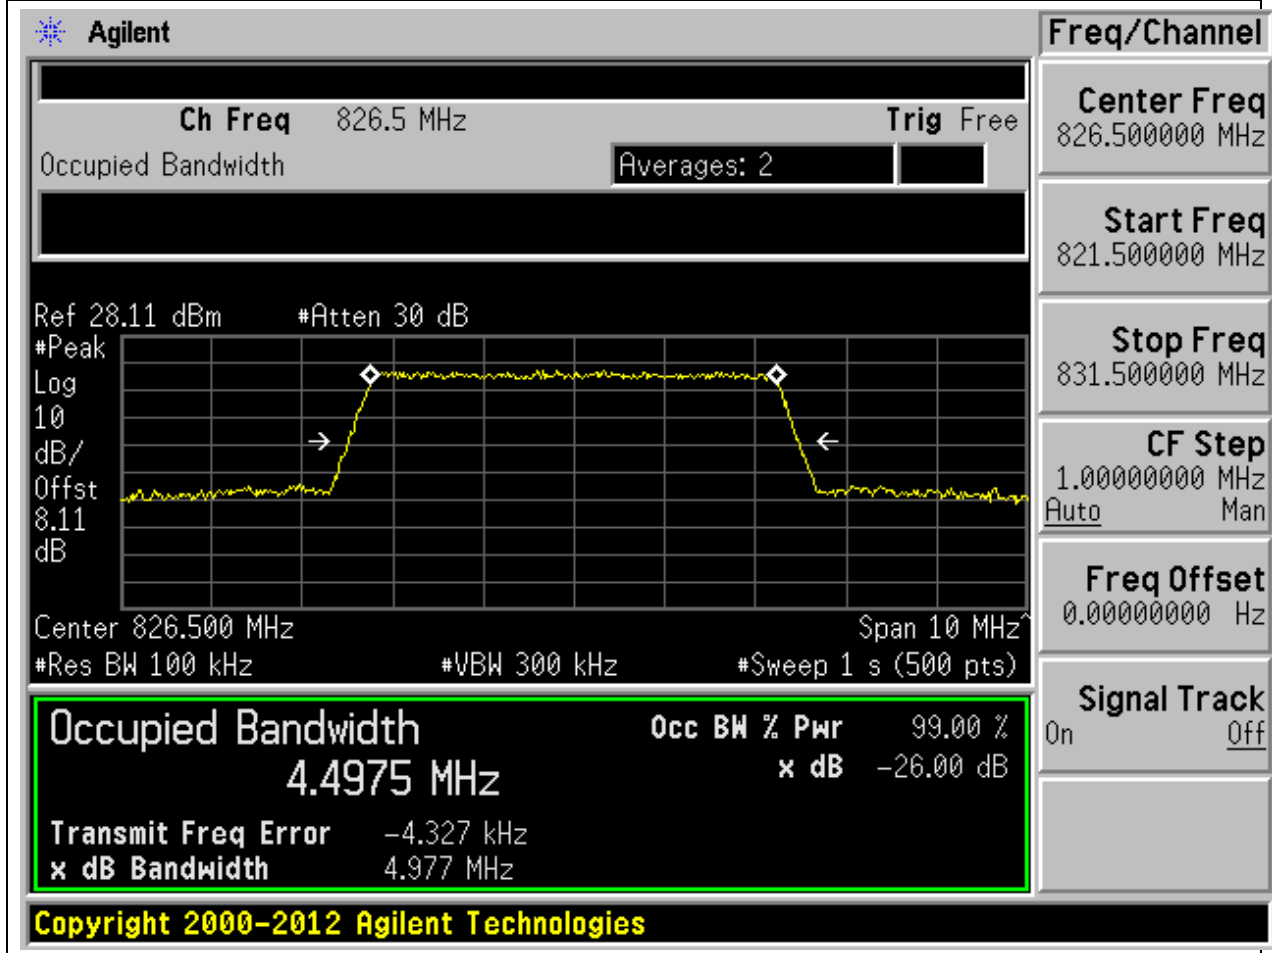 Agilent
Freq/Channel
Ch Freq 826.5 MHz Trig Free
Occupied Bandwidth Averages: 2
Center Freq
826.500000 MHz
Start Freq
821.500000 MHz
Stop Freq
831.500000 MHz
CF Step
1.00000000 MHz
Auto Man
Freq Offset
0.00000000 Hz
Signal Track
On Off
Ref 28.11 dBm #Atten 30 dB
#Peak
Log
10
dB/
Offst
8.11
dB
Center 826.500 MHz Span 10 MHz^
#Res BW 100 kHz #VBW 300 kHz #Sweep 1 s (500 pts)
Occupied Bandwidth Occ BW % Pwr 99.00 %
4.4975 MHz x dB -26.00 dB
Transmit Freq Error -4.327 kHz
x dB Bandwidth 4.977 MHz
Copyright 2000-2012 Agilent Technologies